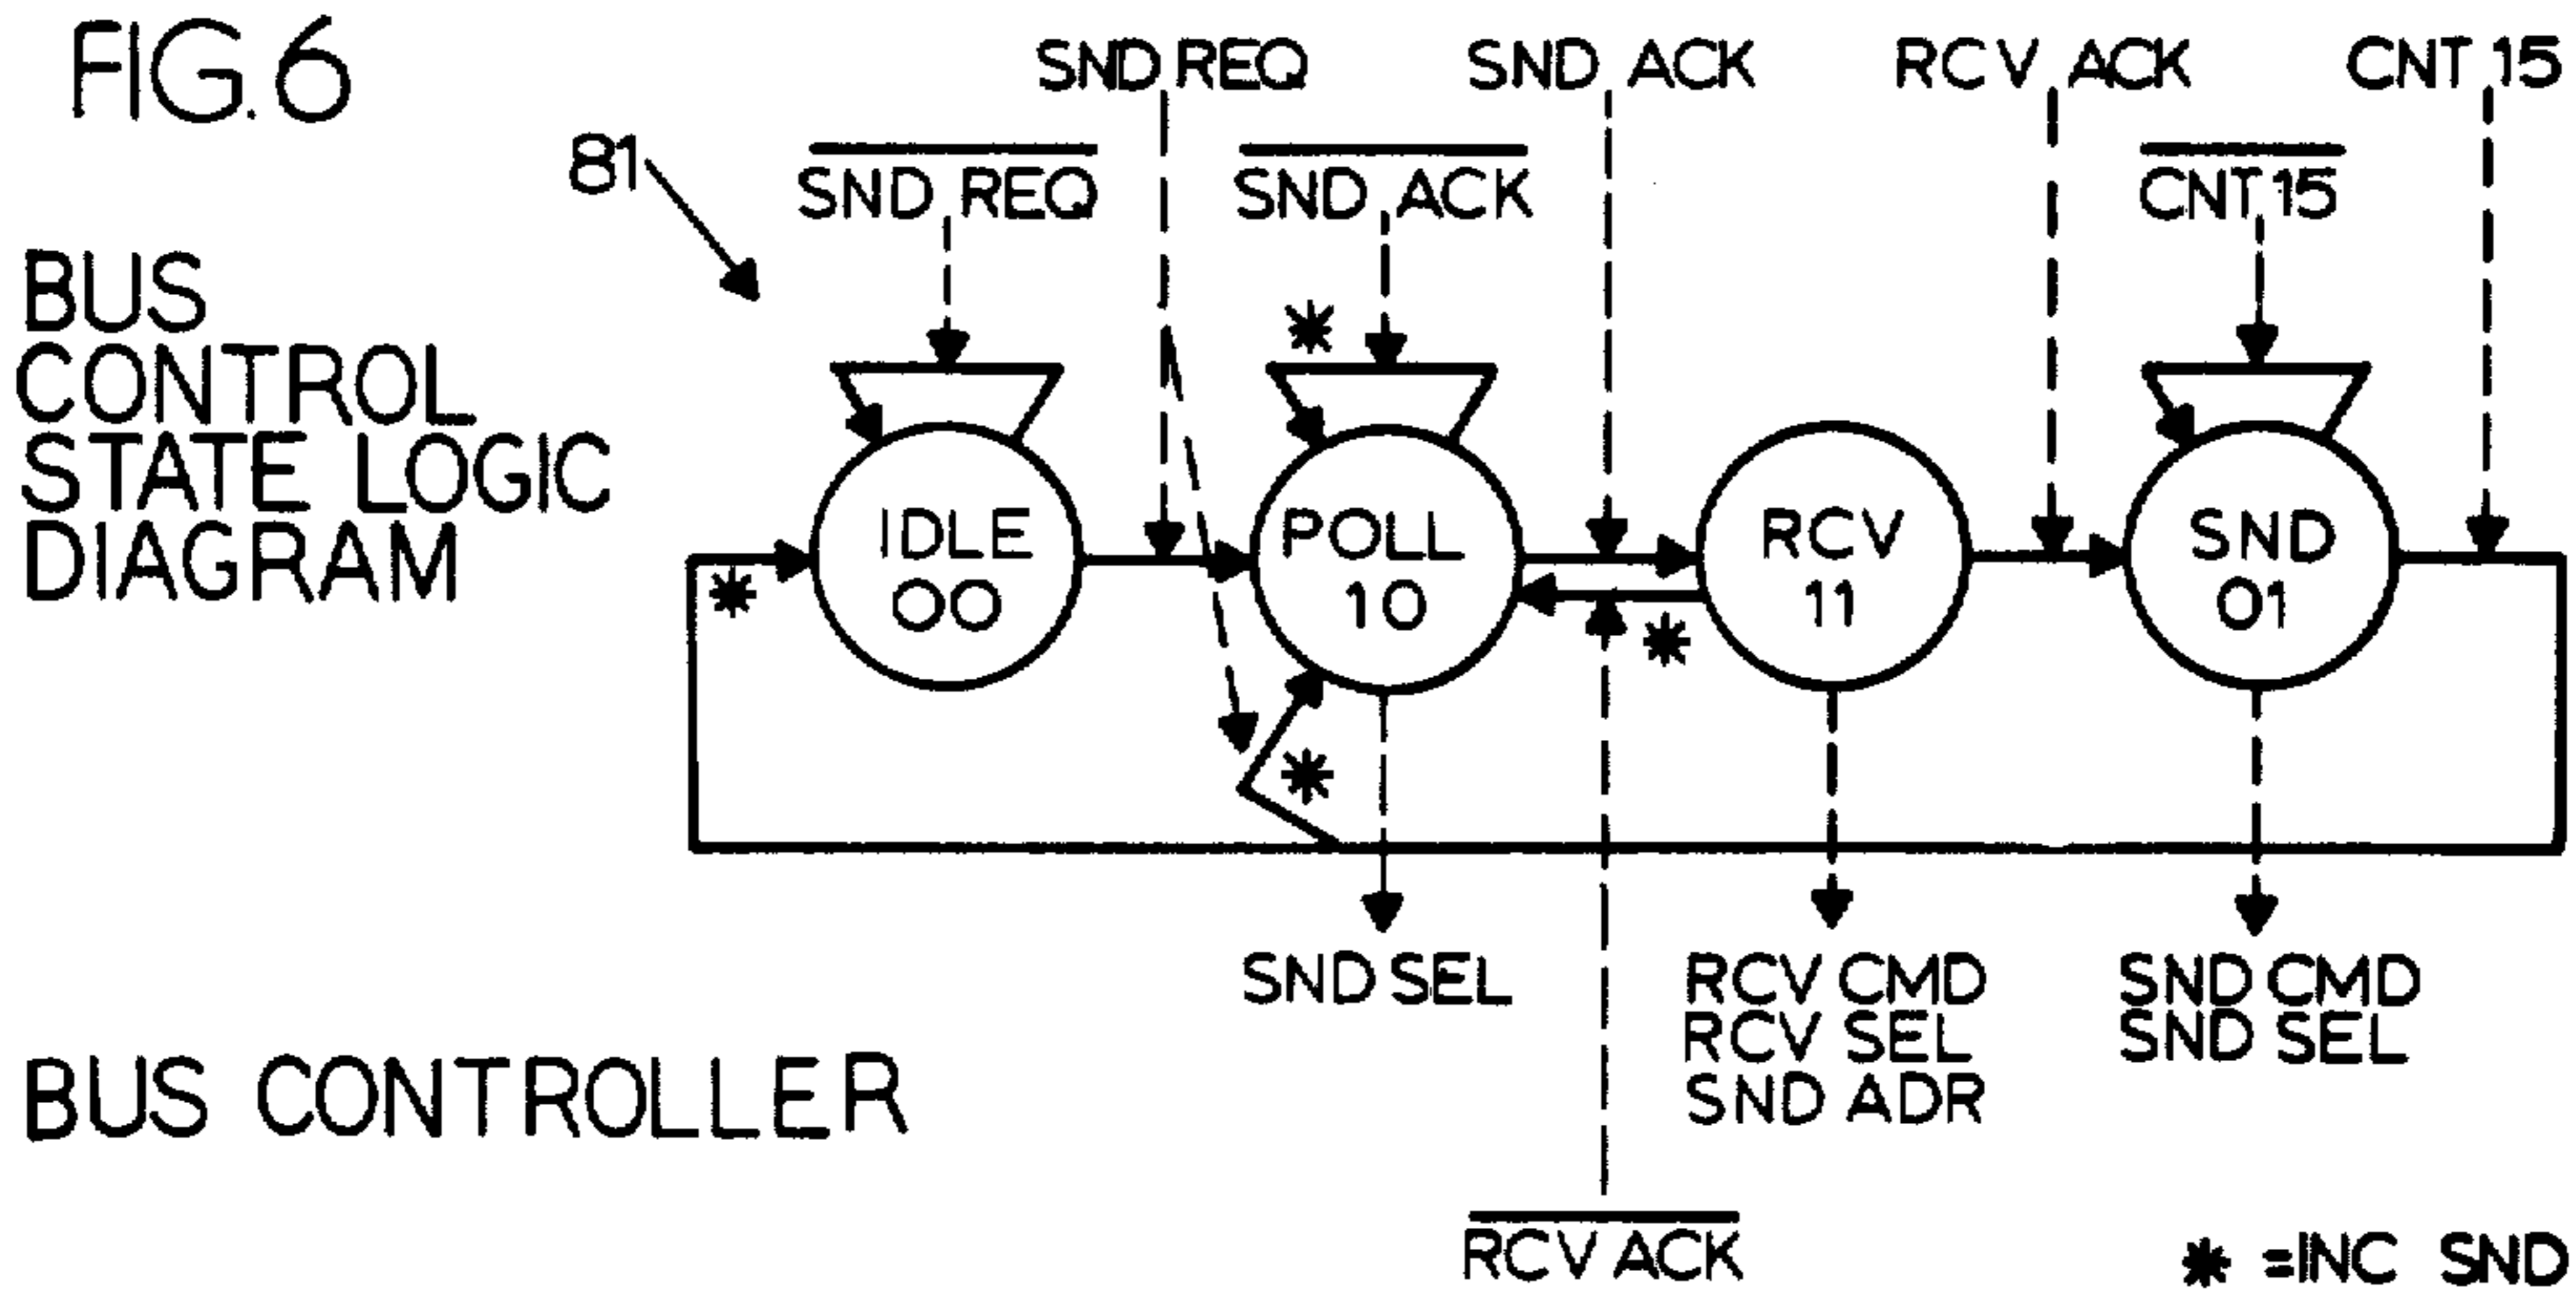 FIG. 6
SND REQ
SND ACK
RCV ACK
CNT 15
81
SND REQ
SND ACK
CNT 15
BUS
CONTROL
STATE LOGIC
DIAGRAM
*
IDLE
00
POLL
10
RCV
11
SND
01
*
*
*
SND SEL
RCV CMD
RCV SEL
SND ADR
SND CMD
SND SEL
BUS CONTROLLER
RCV ACK
* =INC SND